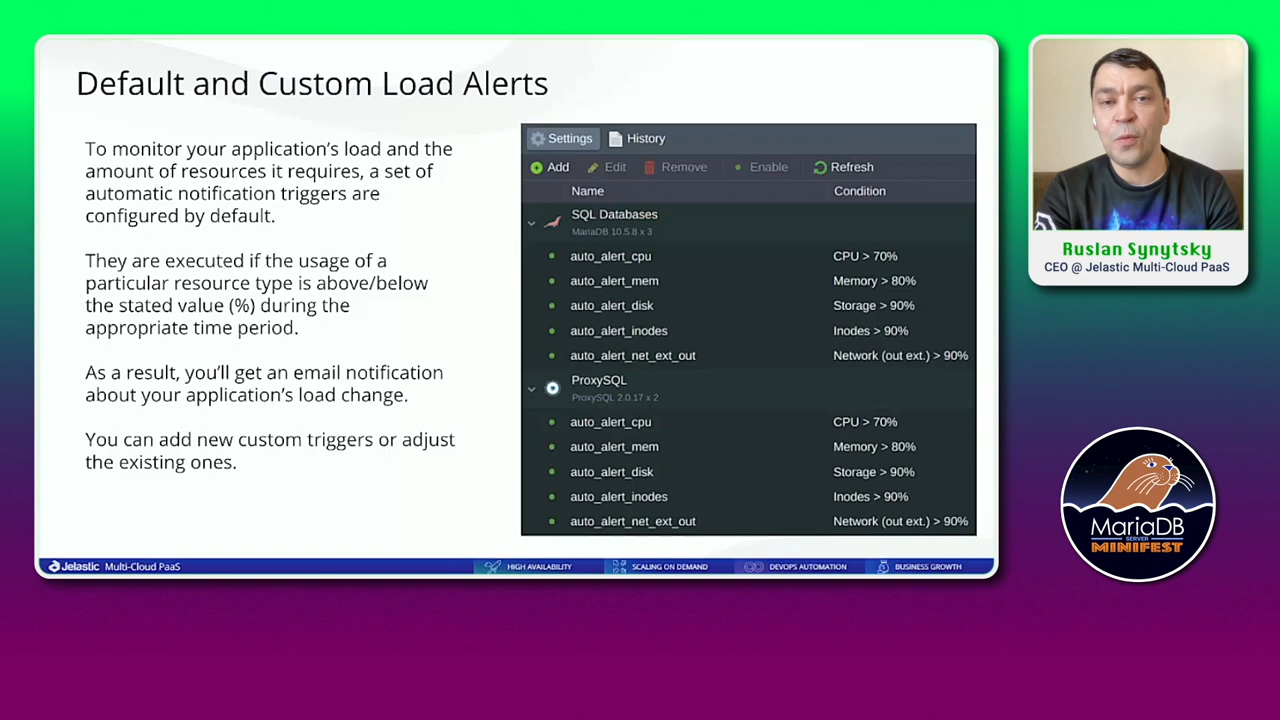 Default and Custom Load Alerts
To monitor your application's load and the
amount of resources it requires, a set of
automatic notification triggers are
configured by default.
They are executed if the usage of a
particular resource type is above/below
the stated value (%) during the
appropriate time period.
As a result, you'll get an email notification
about your application's load change.
You can add new custom triggers or adjust
the existing ones.
Settings History
Add Edit Remove Enable Refresh
Name Condition
SQL Databases
MariaDB 10.5.8 x 3
auto_alert_cpu CPU > 70%
auto_alert_mem Memory > 80%
auto_alert_disk Storage > 90%
auto_alert_inodes Inodes > 90%
auto_alert_net_ext_out Network (out ext.) > 90%
ProxySQL
ProxySQL 2.0.17 x 2
auto_alert_cpu CPU > 70%
auto_alert_mem Memory > 80%
auto_alert_disk Storage > 90%
auto_alert_inodes Inodes > 90%
auto_alert_net_ext_out Network (out ext.) > 90%
Jelastic Multi-Cloud PaaS HIGH AVAILABILITY SCALING ON DEMAND DEVOPS AUTOMATION BUSINESS GROWTH
Ruslan Synytsky
CEO @ Jelastic Multi-Cloud PaaS
MariaDB
SERVER
MINIFEST